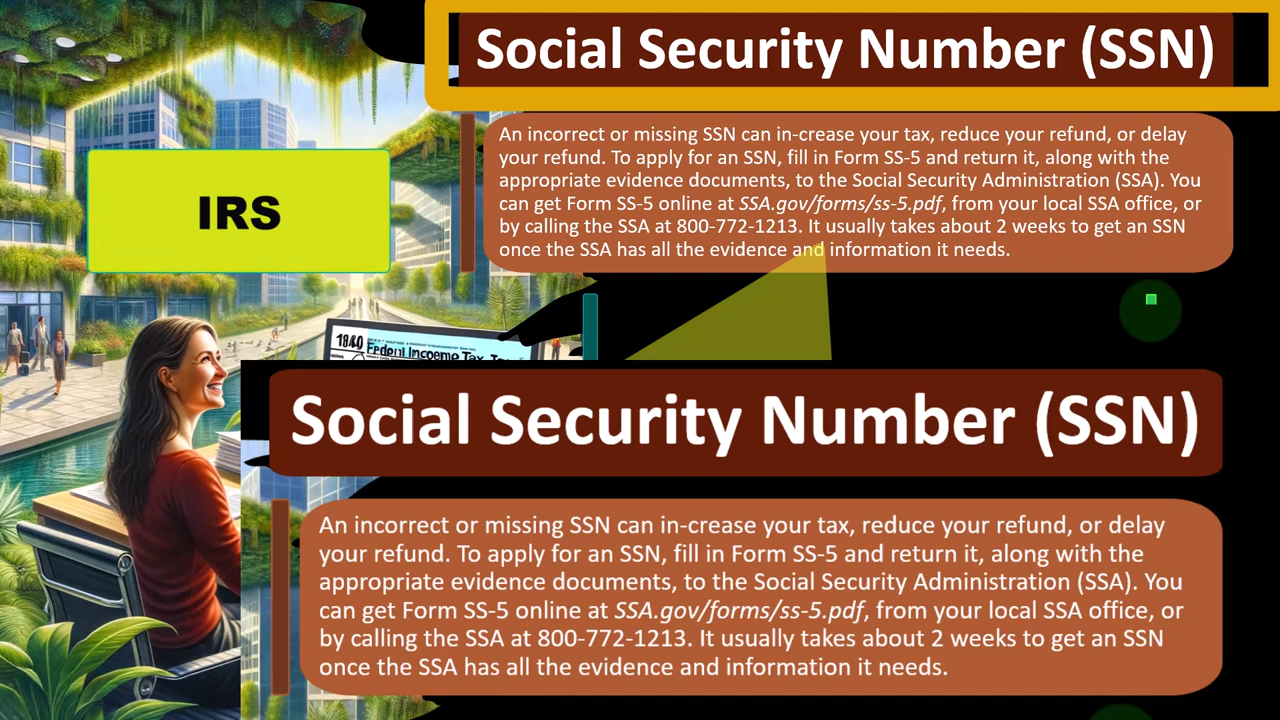 Social Security Number (SSN)
An incorrect or missing SSN can in-crease your tax, reduce your refund, or delay
your refund. To apply for an SSN, fill in Form SS-5 and return it, along with the
appropriate evidence documents, to the Social Security Administration (SSA). You
can get Form SS-5 online at SSA.gov/forms/ss-5.pdf, from your local SSA office, or
by calling the SSA at 800-772-1213. It usually takes about 2 weeks to get an SSN
once the SSA has all the evidence and information it needs.
IRS
1840
Fedenl Incoeme Tax
Social Security Number (SSN)
An incorrect or missing SSN can in-crease your tax, reduce your refund, or delay
your refund. To apply for an SSN, fill in Form SS-5 and return it, along with the
appropriate evidence documents, to the Social Security Administration (SSA). You
can get Form SS-5 online at SSA.gov/forms/ss-5.pdf, from your local SSA office, or
by calling the SSA at 800-772-1213. It usually takes about 2 weeks to get an SSN
once the SSA has all the evidence and information it needs.